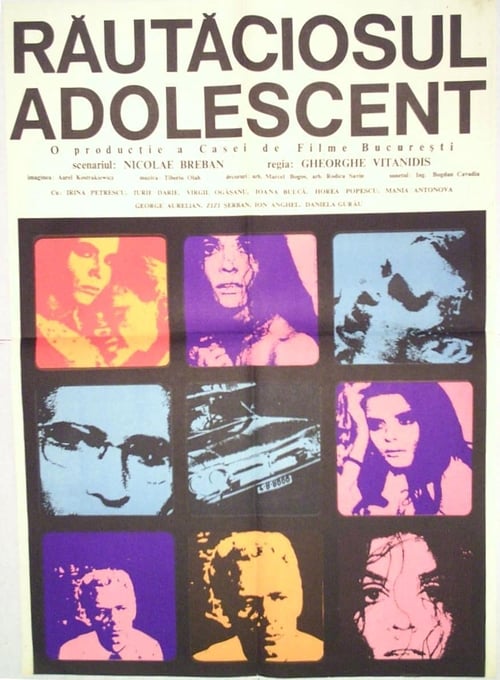 RĂUTĂCIOSUL
ADOLESCENT
O producție a Casei de Filme București
scenariul: NICOLAE BREBAN regia: GHEORGHE VITANIDIS
imaginea: Aurel Kostrakiewicz muzica: Tiberiu Olah decoruri: arh. Marcel Bogos, arh. Rodica Savin sunetul: ing. Bogdan Cavadia
Cu: IRINA PETRESCU, IURIE DARIE, VIRGIL OGĂȘANU, IOANA BULCĂ, HOREA POPESCU, MANIA ANTONOVA
GEORGE AURELIAN, ZIZI ȘERBAN, ION ANGHEL, DANIELA GURĂU